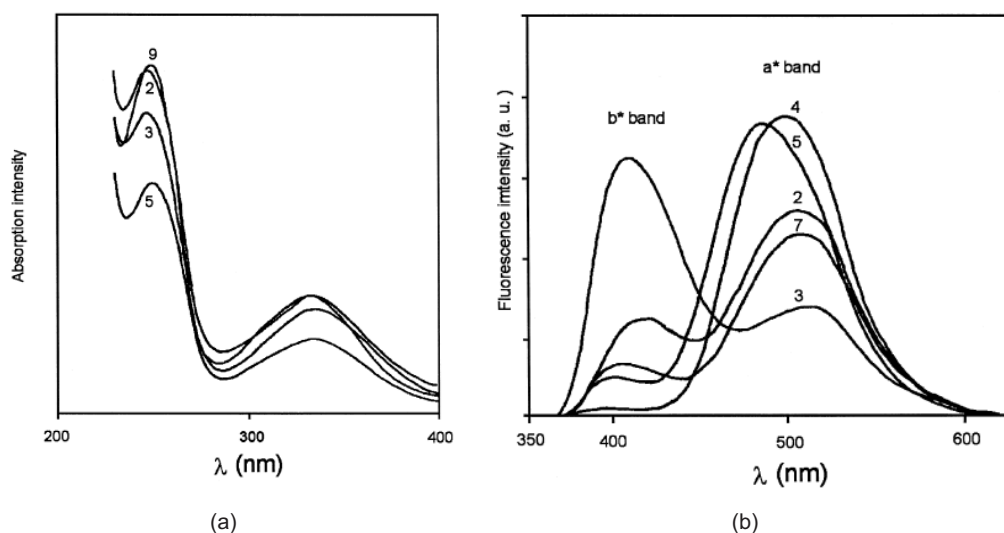 Absorption intensity
9
2
3
5
200
300
400
λ (nm)
(a)
Fluorescence imtensity (a. u.)
b* band
a* band
4
5
2
7
3
350
400
500
600
λ (nm)
(b)